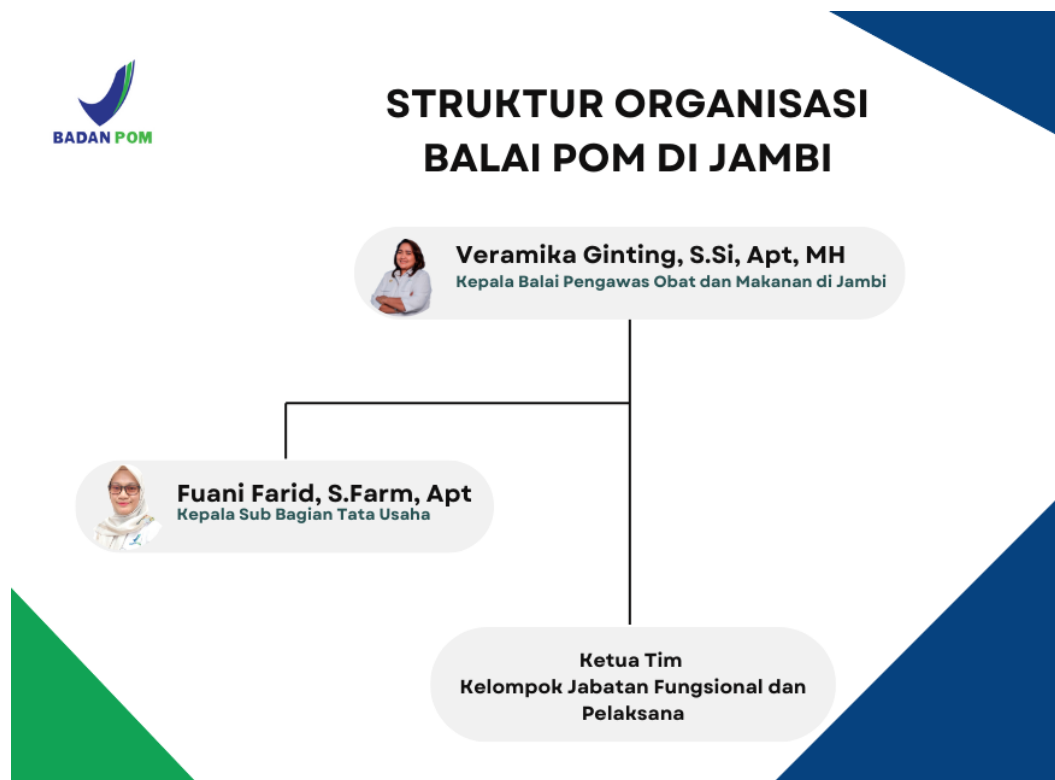 BADAN POM
STRUKTUR ORGANISASI
BALAI POM DI JAMBI
Veramika Ginting, S.Si, Apt, MH
Kepala Balai Pengawas Obat dan Makanan di Jambi
Fuani Farid, S.Farm, Apt
Kepala Sub Bagian Tata Usaha
Ketua Tim
Kelompok Jabatan Fungsional dan
Pelaksana